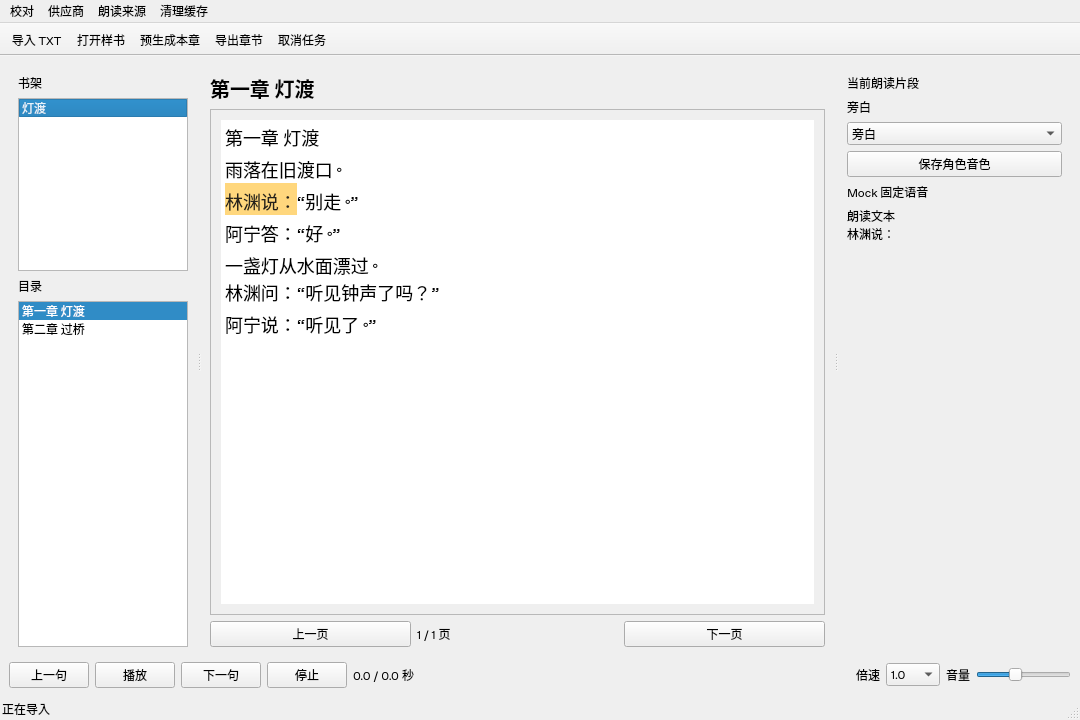 校对 供应商 朗读来源 清理缓存
导入 TXT 打开样书 预生成本章 导出章节 取消任务
书架
灯渡
目录
第一章 灯渡
第二章 过桥
第一章 灯渡
第一章 灯渡
雨落在旧渡口。
林渊说：“别走。”
阿宁答：“好。”
一盏灯从水面漂过。
林渊问：“听见钟声了吗？”
阿宁说：“听见了。”
上一页 1 / 1 页 下一页
当前朗读片段
旁白
旁白
保存角色音色
Mock 固定语音
朗读文本
林渊说：
上一句 播放 下一句 停止 0.0 / 0.0 秒 倍速 1.0 音量
正在导入